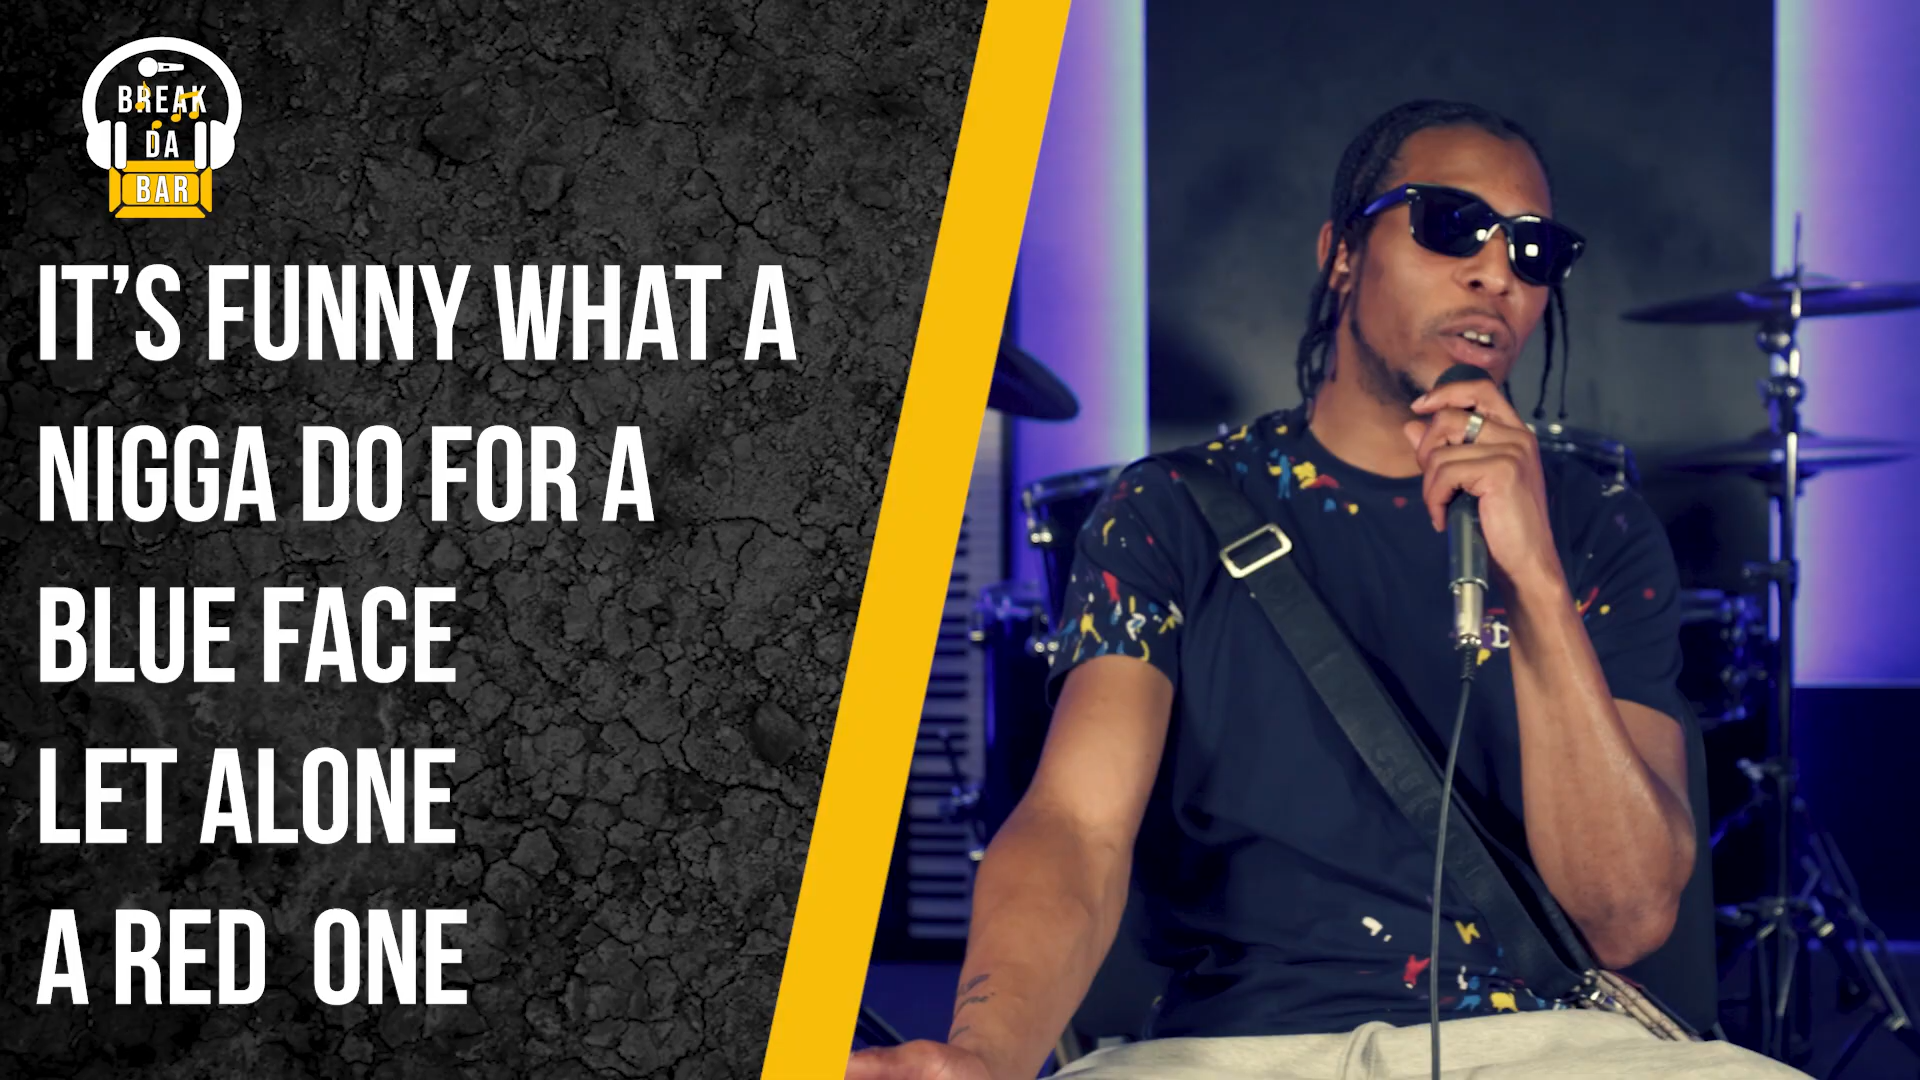 BREAK
DA
BAR
IT'S FUNNY WHAT A
NIGGA DO FOR A
BLUE FACE
LET ALONE
A RED  ONE